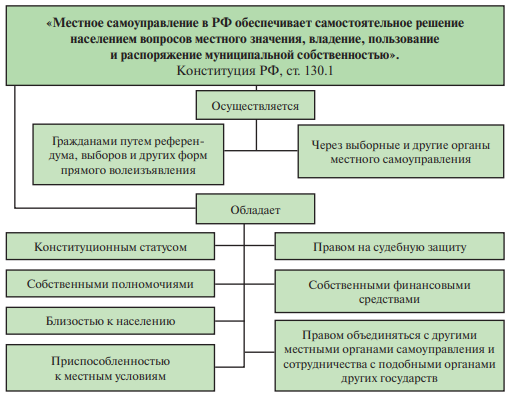 «Местное самоуправление в РФ обеспечивает самостоятельное решение
населением вопросов местного значения, владение, пользование
и распоряжение муниципальной собственностью».
Конституция РФ, ст. 130.1
Осуществляется
Гражданами путем референ-
дума, выборов и других форм
прямого волеизъявления
Через выборные и другие органы
местного самоуправления
Обладает
Конституционным статусом
Правом на судебную защиту
Собственными полномочиями
Собственными финансовыми
средствами
Близостью к населению
Приспособленностью
к местным условиям
Правом объединяться с другими
местными органами самоуправления и
сотрудничества с подобными органами
других государств